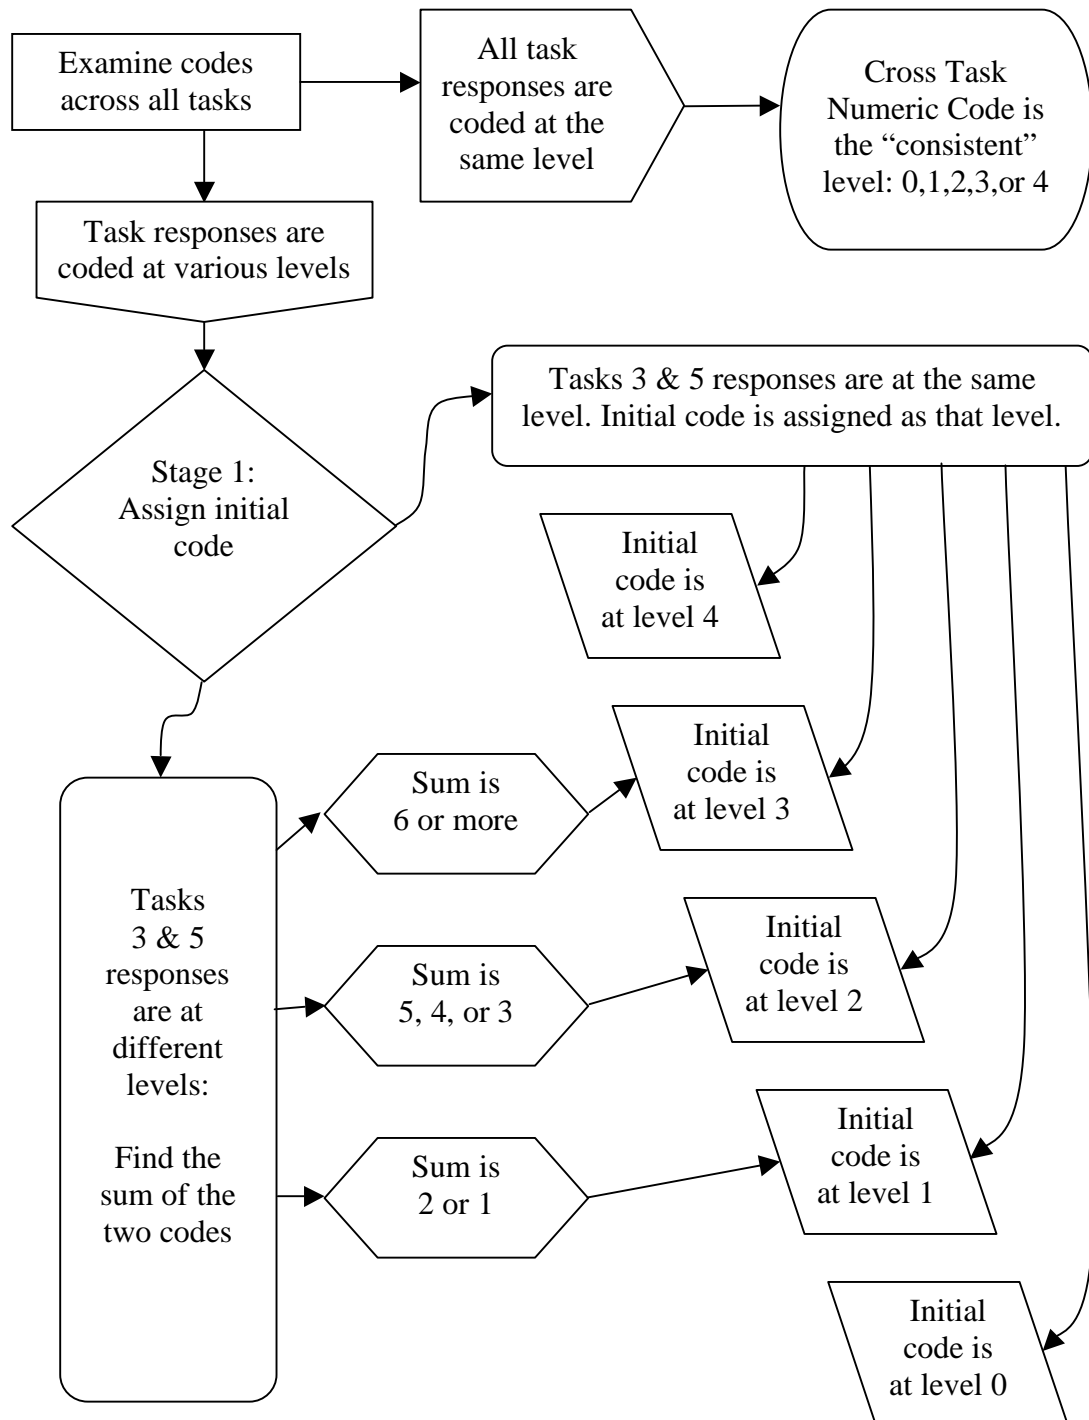 Examine codes
across all tasks
All task
responses are
coded at the
same level
Cross Task
Numeric Code is
the “consistent”
level: 0,1,2,3,or 4
Task responses are
coded at various levels
Stage 1:
Assign initial
code
Tasks 3 & 5 responses are at the same
level. Initial code is assigned as that level.
Initial
code is
at level 4
Initial
code is
at level 3
Sum is
6 or more
Tasks
3 & 5
responses
are at
different
levels:
Find the
sum of the
two codes
Initial
code is
at level 2
Sum is
5, 4, or 3
Initial
code is
at level 1
Sum is
2 or 1
Initial
code is
at level 0